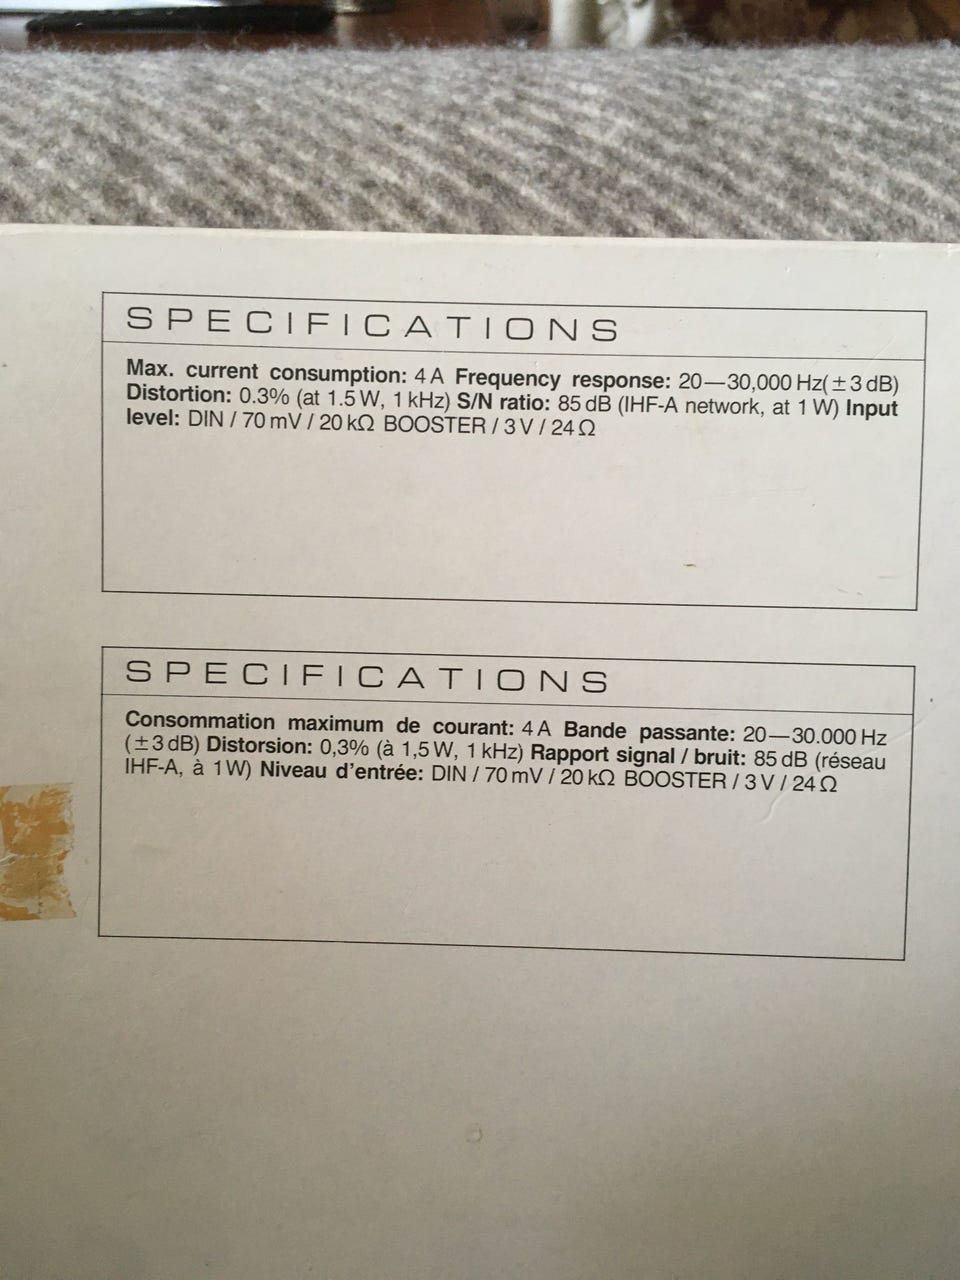 SPECIFICATIONS
Max. current consumption: 4 A Frequency response: 20—30,000 Hz(±3 dB)
Distortion: 0.3% (at 1.5 W, 1 kHz) S/N ratio: 85 dB (IHF-A network, at 1 W) Input
level: DIN / 70 mV / 20 kΩ BOOSTER / 3 V / 24 Ω
SPECIFICATIONS
Consommation maximum de courant: 4 A Bande passante: 20—30.000 Hz
(±3 dB) Distorsion: 0,3% (à 1,5 W, 1 kHz) Rapport signal / bruit: 85 dB (réseau
IHF-A, à 1 W) Niveau d'entrée: DIN / 70 mV / 20 kΩ BOOSTER / 3 V / 24 Ω